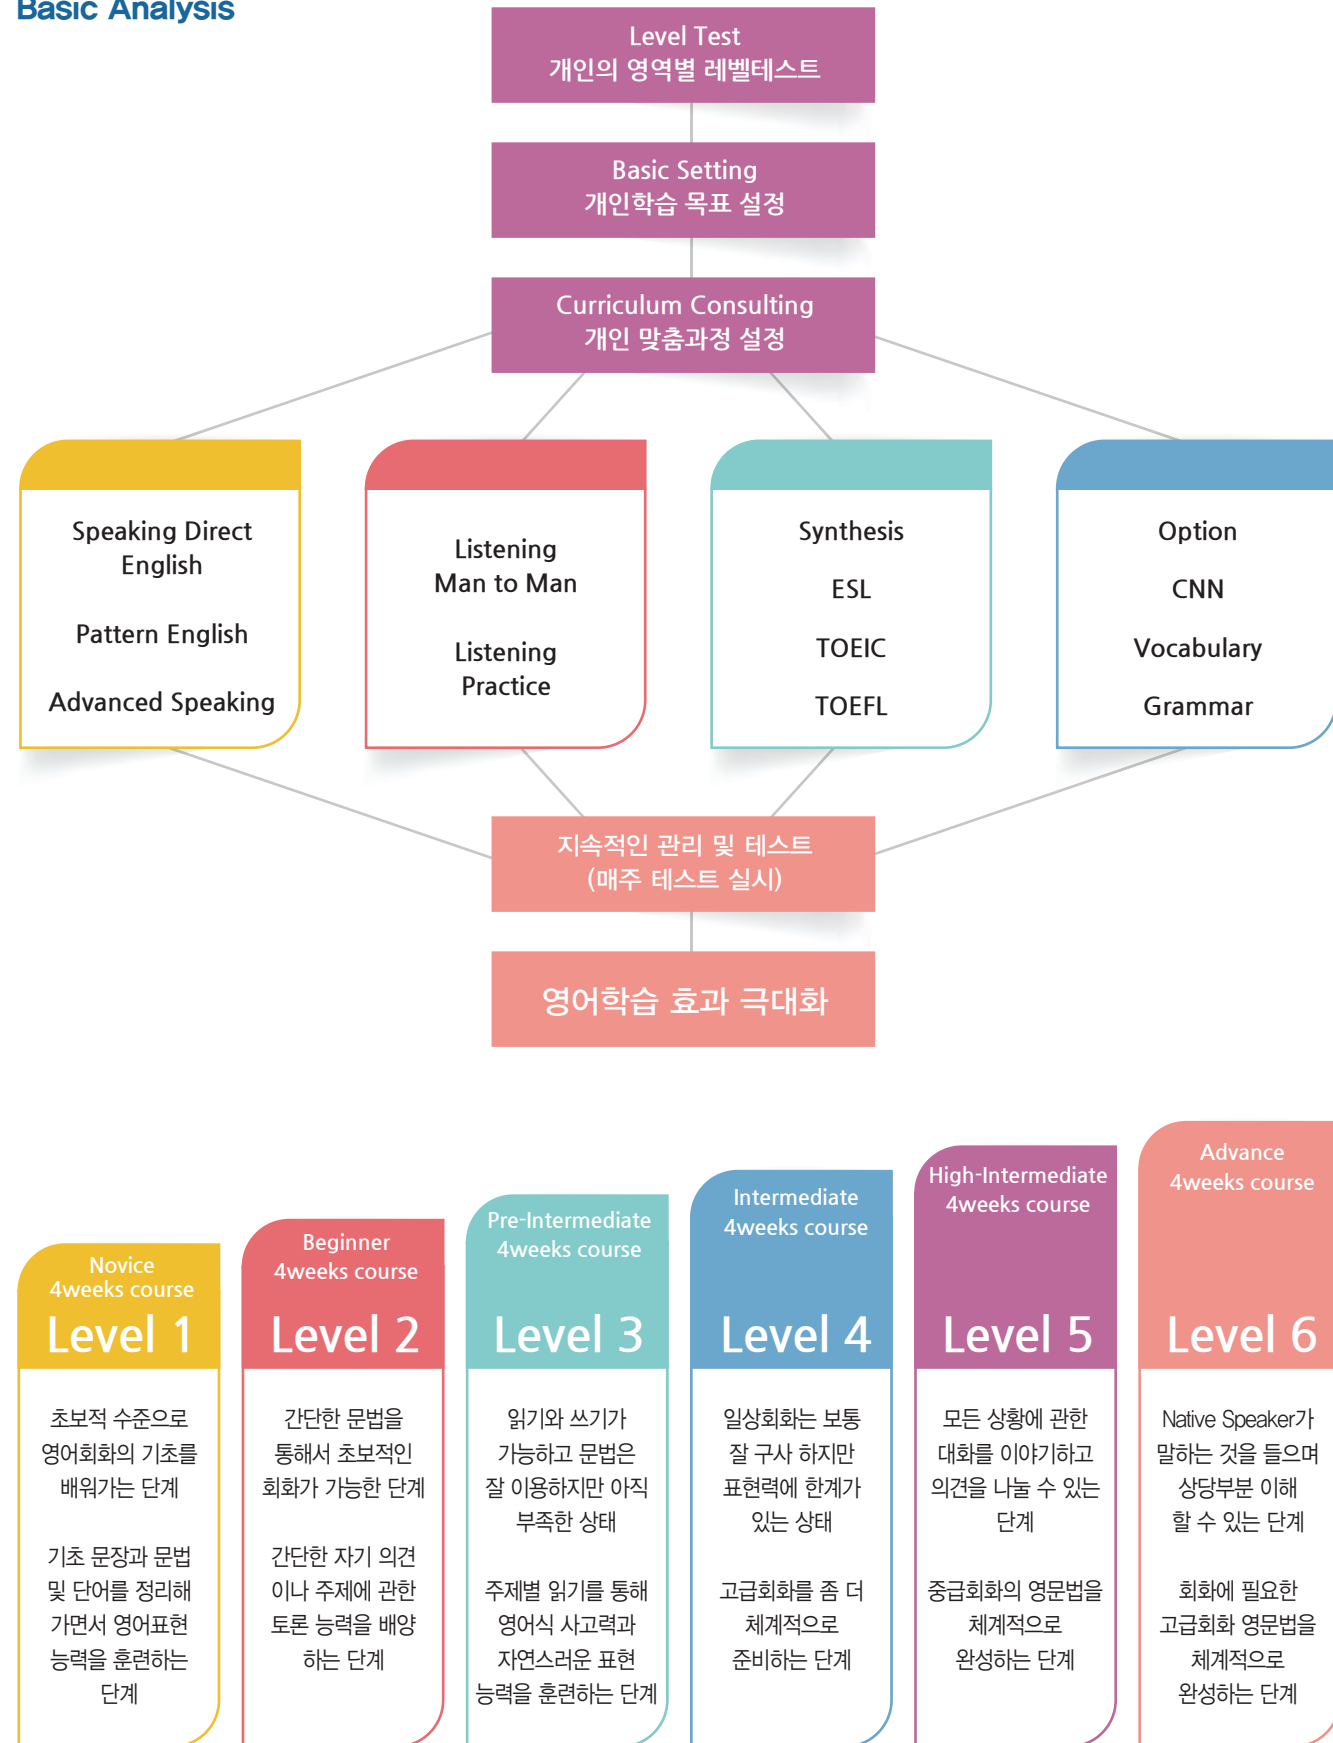 Basic Analysis
Level Test
개인의 영역별 레벨테스트
Basic Setting
개인학습 목표 설정
Curriculum Consulting
개인 맞춤과정 설정
Speaking Direct
English
Pattern English
Advanced Speaking
Listening
Man to Man
Listening
Practice
Synthesis
ESL
TOEIC
TOEFL
Option
CNN
Vocabulary
Grammar
지속적인 관리 및 테스트
(매주 테스트 실시)
영어학습 효과 극대화
Novice
4weeks course
Level 1
초보적 수준으로
영어회화의 기초를
배워가는 단계
기초 문장과 문법
및 단어를 정리해
가면서 영어표현
능력을 훈련하는
단계
Beginner
4weeks course
Level 2
간단한 문법을
통해서 초보적인
회화가 가능한 단계
간단한 자기 의견
이나 주제에 관한
토론 능력을 배양
하는 단계
Pre-Intermediate
4weeks course
Level 3
읽기와 쓰기가
가능하고 문법은
잘 이용하지만 아직
부족한 상태
주제별 읽기를 통해
영어식 사고력과
자연스러운 표현
능력을 훈련하는 단계
Intermediate
4weeks course
Level 4
일상회화는 보통
잘 구사 하지만
표현력에 한계가
있는 상태
고급회화를 좀 더
체계적으로
준비하는 단계
High-Intermediate
4weeks course
Level 5
모든 상황에 관한
대화를 이야기하고
의견을 나눌 수 있는
단계
중급회화의 영문법을
체계적으로
완성하는 단계
Advance
4weeks course
Level 6
Native Speaker가
말하는 것을 들으며
상당부분 이해
할 수 있는 단계
회화에 필요한
고급회화 영문법을
체계적으로
완성하는 단계